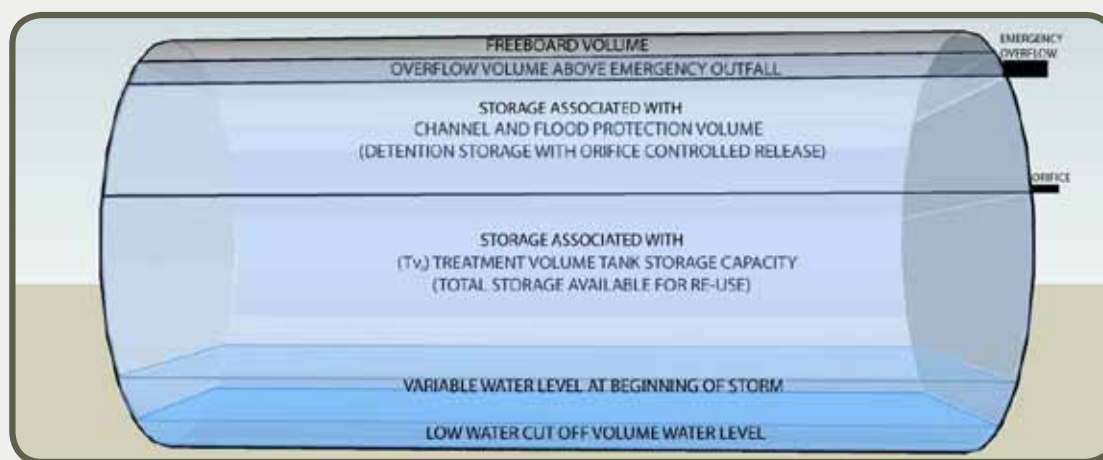 FREEBOARD VOLUME
EMERGENCY
OVERFLOW
OVERFLOW VOLUME ABOVE EMERGENCY OUTFALL
STORAGE ASSOCIATED WITH
CHANNEL AND FLOOD PROTECTION VOLUME
(DETENTION STORAGE WITH ORIFICE CONTROLLED RELEASE)
ORIFICE
STORAGE ASSOCIATED WITH
(Tv,) TREATMENT VOLUME TANK STORAGE CAPACITY
(TOTAL STORAGE AVAILABLE FOR RE-USE)
VARIABLE WATER LEVEL AT BEGINNING OF STORM
LOW WATER CUT OFF VOLUME WATER LEVEL